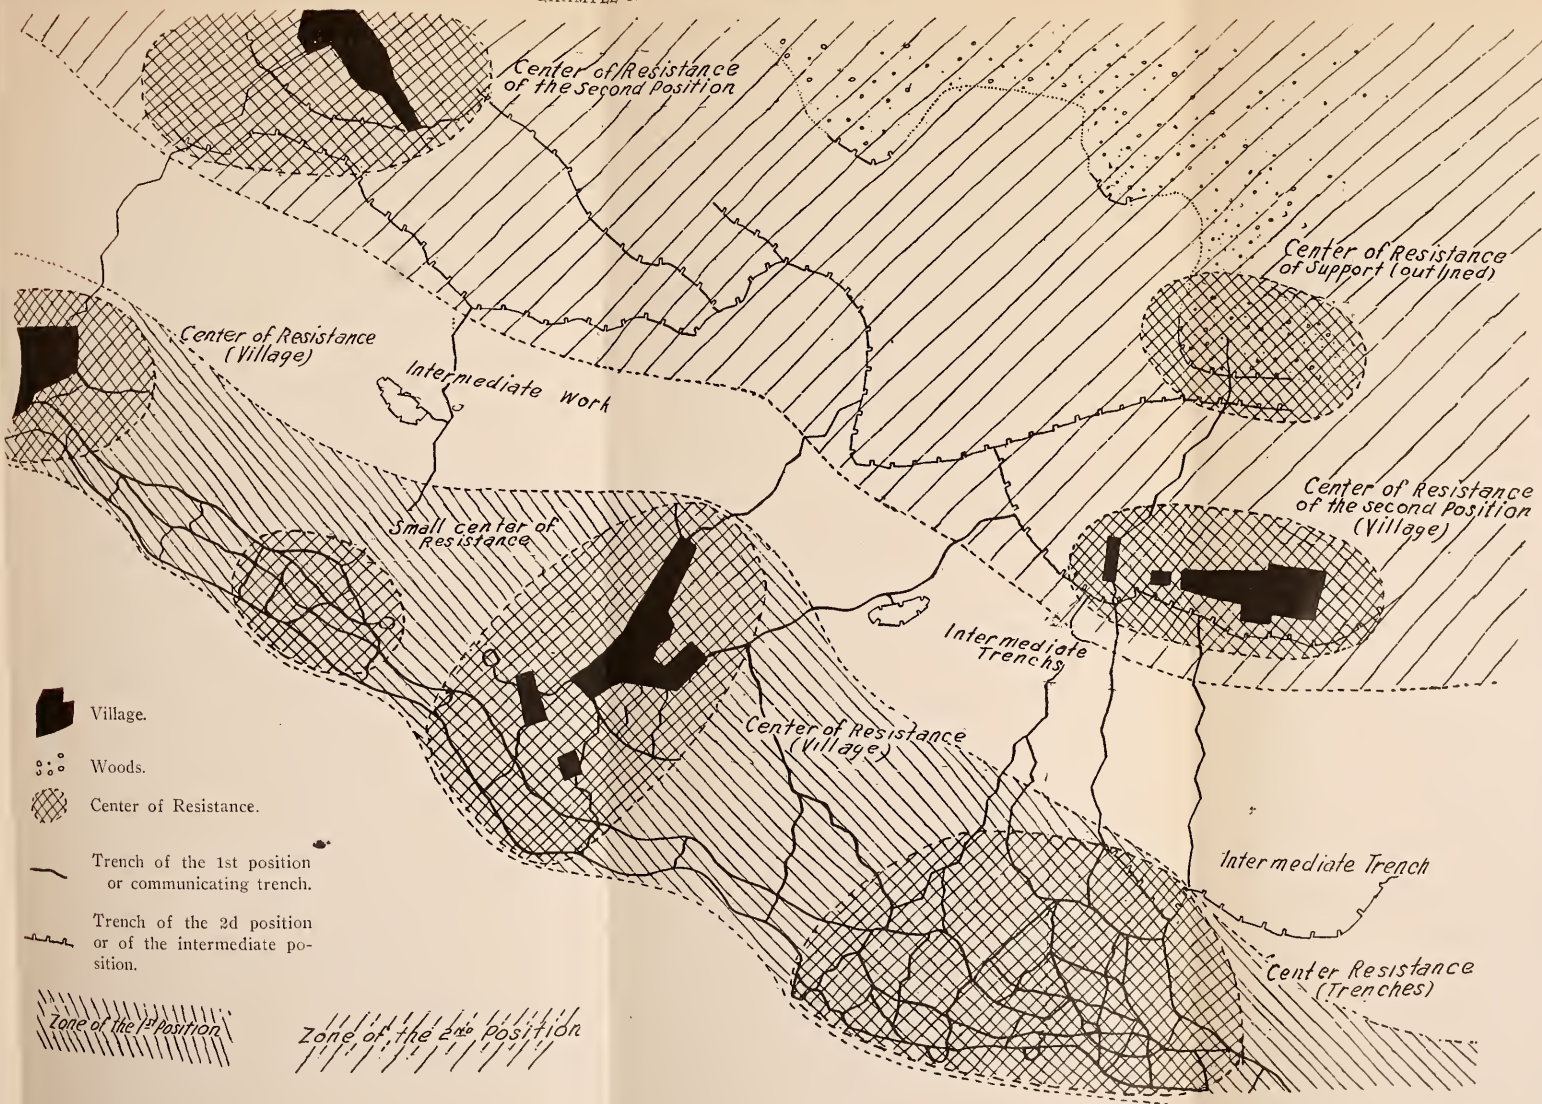 Center of Resistance
of the Second Position
Center of Resistance
of Support (outlined)
Center of Resistance
(Village)
Intermediate Work
Center of Resistance
of the Second Position
(Village)
Small center of
Resistance
Intermediate
Trenchs
Center of Resistance
(Village)
Intermediate Trench
Center Resistance
(Trenches)
Village.
Woods.
Center of Resistance.
Trench of the 1st position
or communicating trench.
Trench of the 2d position
or of the intermediate po-
sition.
Zone of the 1st Position
Zone of the 2nd Position